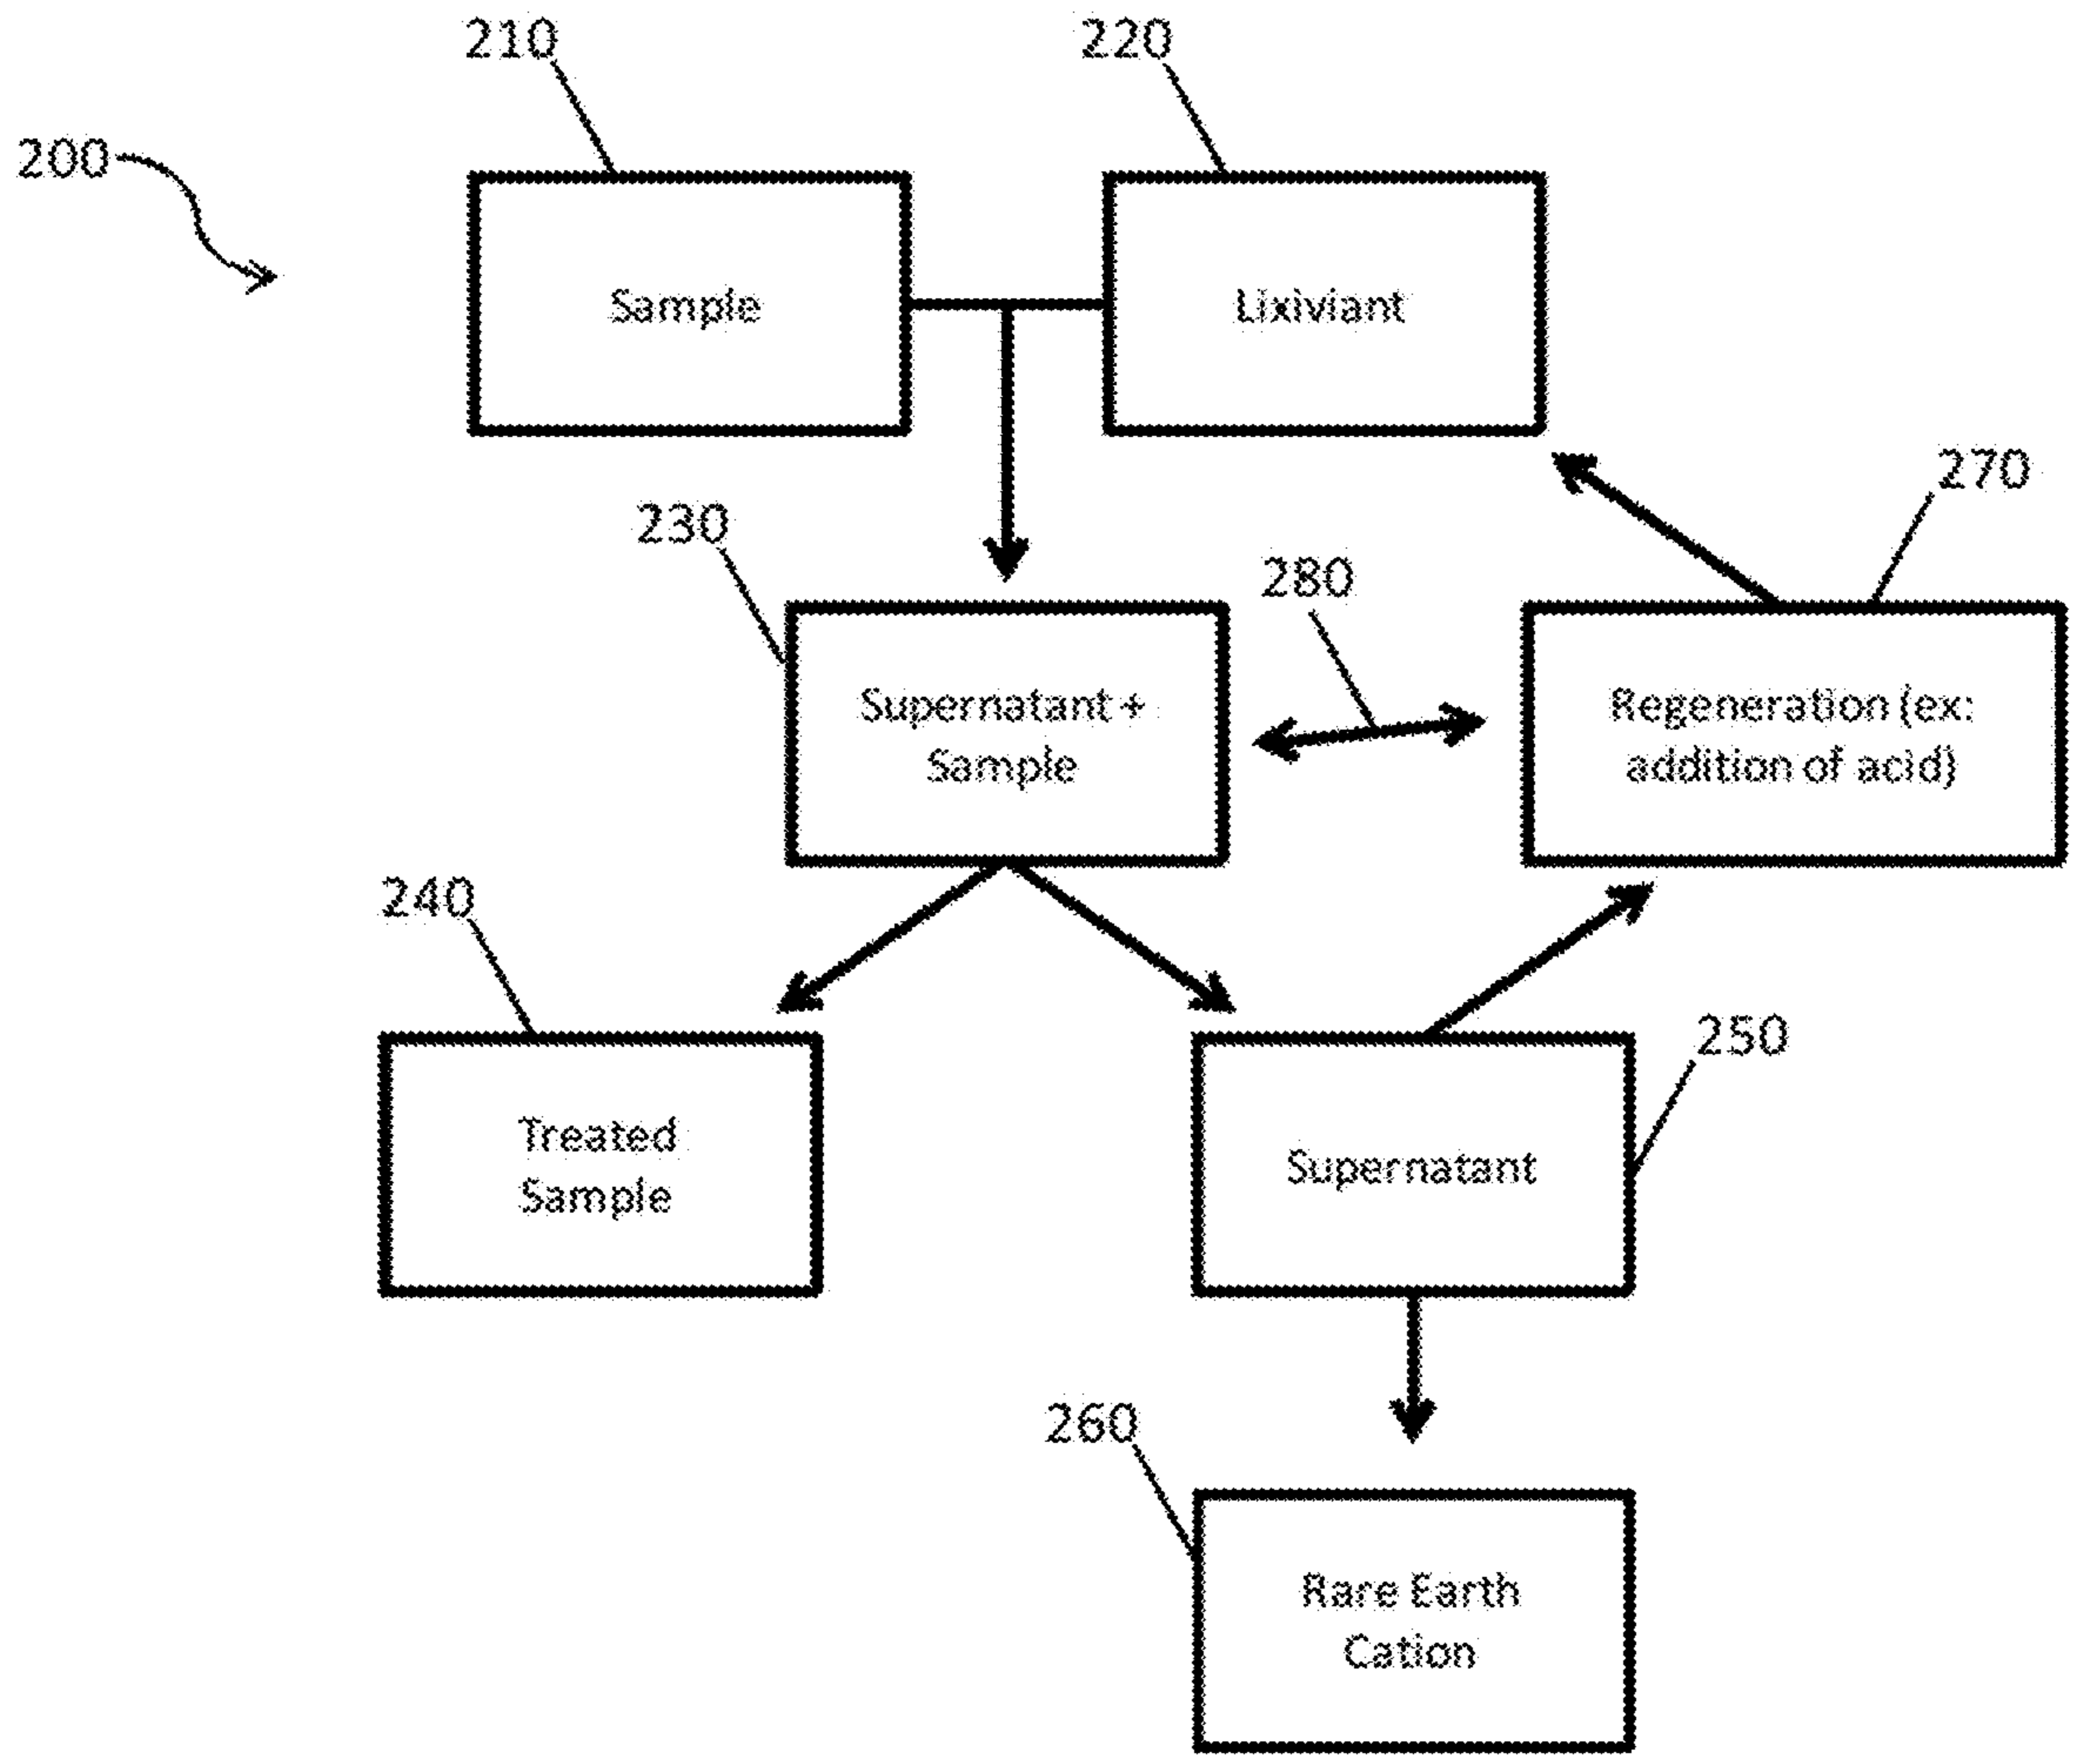 210
220
200
Sample
Lixiviant
270
230
280
Supernatant +
Sample
Regeneration (ex:
addition of acid)
240
250
Treated
Sample
Supernatant
260
Rare Earth
Cation